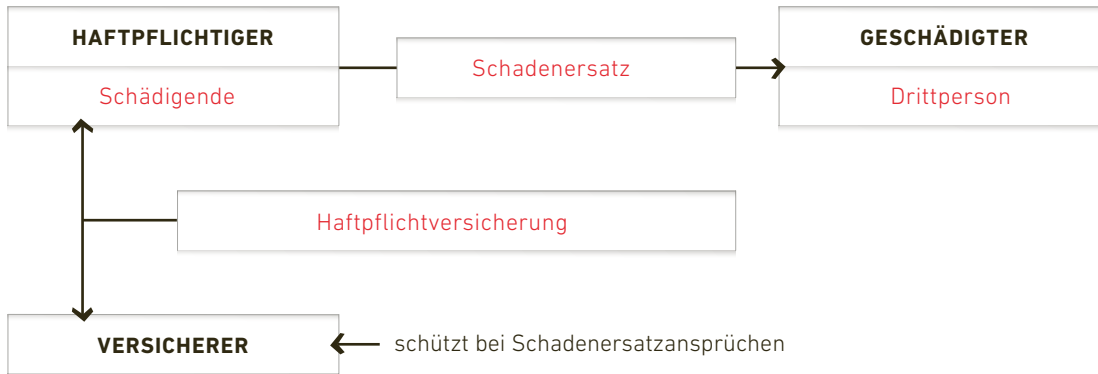 HAFTPFLICHTIGER
Schädigende
Schadenersatz
GESCHÄDIGTER
Drittperson
Haftpflichtversicherung
VERSICHERER
schützt bei Schadenersatzansprüchen